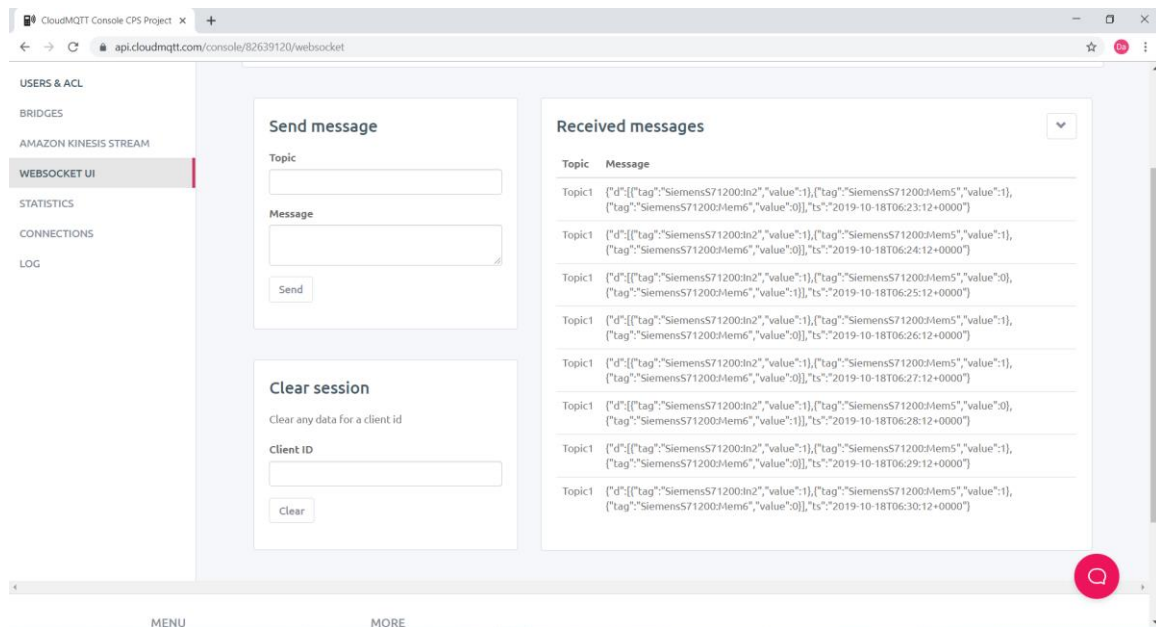 CloudMQTT Console CPS Project
api.cloudmqtt.com/console/82639120/websocket
Da
USERS & ACL
BRIDGES
AMAZON KINESIS STREAM
WEBSOCKET UI
STATISTICS
CONNECTIONS
LOG
Send message
Topic
Message
Send
Clear session
Clear any data for a client id
Client ID
Clear
Received messages
Topic Message
Topic1 {"d":[{"tag":"SiemensS71200:In2","value":1},{"tag":"SiemensS71200:Mem5","value":1},
{"tag":"SiemensS71200:Mem6","value":0}],"ts":"2019-10-18T06:23:12+0000"}
Topic1 {"d":[{"tag":"SiemensS71200:In2","value":1},{"tag":"SiemensS71200:Mem5","value":1},
{"tag":"SiemensS71200:Mem6","value":0}],"ts":"2019-10-18T06:24:12+0000"}
Topic1 {"d":[{"tag":"SiemensS71200:In2","value":1},{"tag":"SiemensS71200:Mem5","value":0},
{"tag":"SiemensS71200:Mem6","value":1}],"ts":"2019-10-18T06:25:12+0000"}
Topic1 {"d":[{"tag":"SiemensS71200:In2","value":1},{"tag":"SiemensS71200:Mem5","value":1},
{"tag":"SiemensS71200:Mem6","value":0}],"ts":"2019-10-18T06:26:12+0000"}
Topic1 {"d":[{"tag":"SiemensS71200:In2","value":1},{"tag":"SiemensS71200:Mem5","value":1},
{"tag":"SiemensS71200:Mem6","value":0}],"ts":"2019-10-18T06:27:12+0000"}
Topic1 {"d":[{"tag":"SiemensS71200:In2","value":1},{"tag":"SiemensS71200:Mem5","value":0},
{"tag":"SiemensS71200:Mem6","value":1}],"ts":"2019-10-18T06:28:12+0000"}
Topic1 {"d":[{"tag":"SiemensS71200:In2","value":1},{"tag":"SiemensS71200:Mem5","value":1},
{"tag":"SiemensS71200:Mem6","value":0}],"ts":"2019-10-18T06:29:12+0000"}
Topic1 {"d":[{"tag":"SiemensS71200:In2","value":1},{"tag":"SiemensS71200:Mem5","value":1},
{"tag":"SiemensS71200:Mem6","value":0}],"ts":"2019-10-18T06:30:12+0000"}
MENU MORE